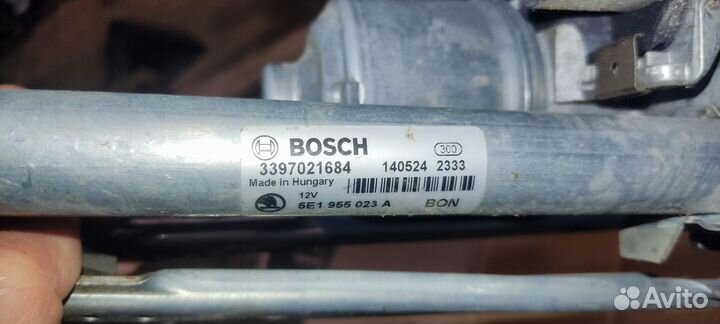 BOSCH 300
3397021684 140524 2333
Made in Hungary
12V
5E1 955 023 A BON
Avito